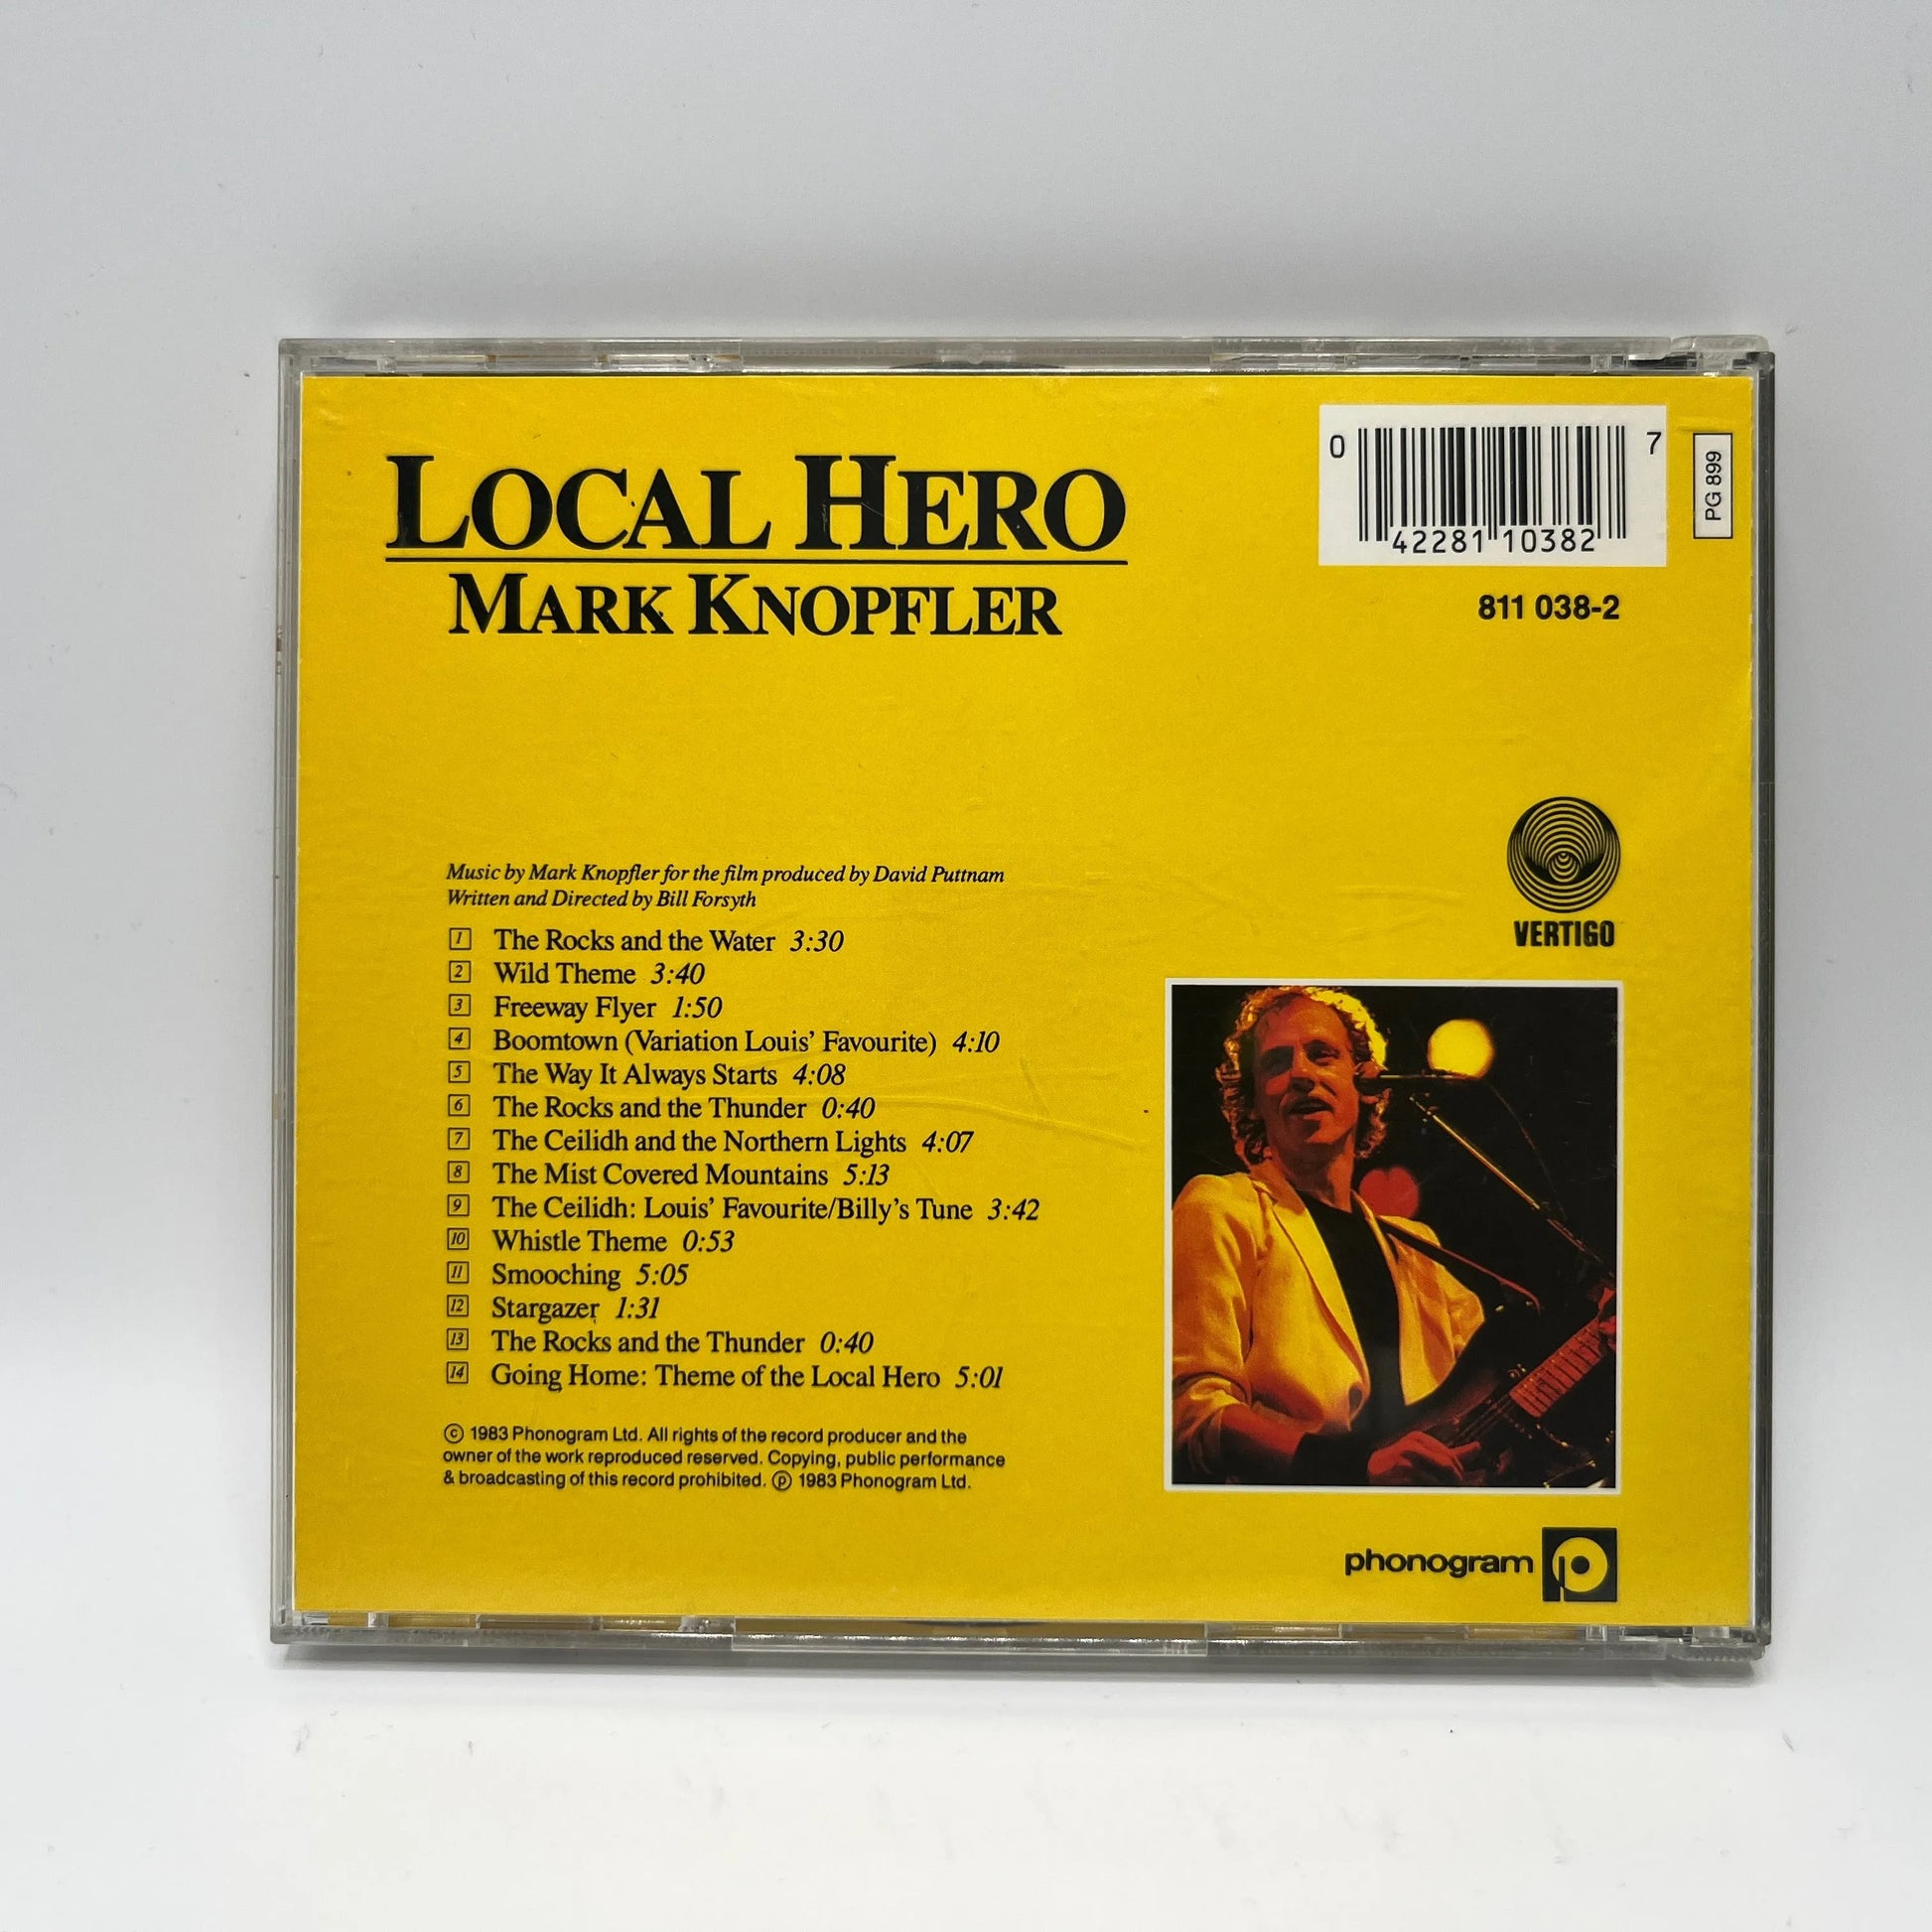 LOCAL HERO
MARK KNOPFLER
0 42281 10382 7
PG 899
811 038-2
VERTIGO
Music by Mark Knopfler for the film produced by David Puttnam
Written and Directed by Bill Forsyth
1 The Rocks and the Water 3:30
2 Wild Theme 3:40
3 Freeway Flyer 1:50
4 Boomtown (Variation Louis' Favourite) 4:10
5 The Way It Always Starts 4:08
6 The Rocks and the Thunder 0:40
7 The Ceilidh and the Northern Lights 4:07
8 The Mist Covered Mountains 5:13
9 The Ceilidh: Louis' Favourite/Billy's Tune 3:42
10 Whistle Theme 0:53
11 Smooching 5:05
12 Stargazer 1:31
13 The Rocks and the Thunder 0:40
14 Going Home: Theme of the Local Hero 5:01
© 1983 Phonogram Ltd. All rights of the record producer and the
owner of the work reproduced reserved. Copying, public performance
& broadcasting of this record prohibited. ℗ 1983 Phonogram Ltd.
phonogram p